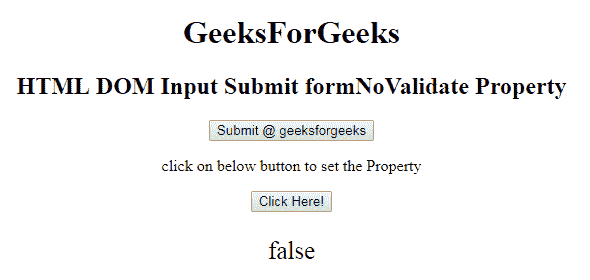 GeeksForGeeks
HTML DOM Input Submit formNoValidate Property
Submit @ geeksforgeeks
click on below button to set the Property
Click Here!
false